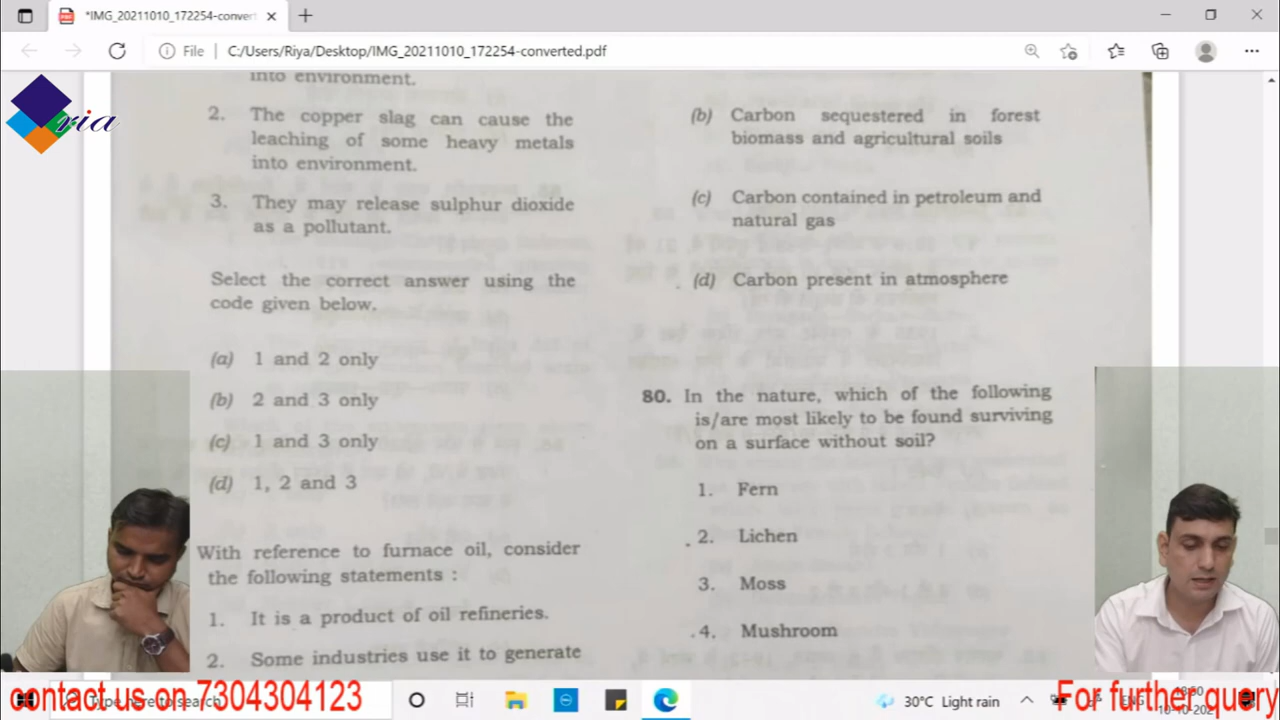 *IMG_20211010_172254-conver
File
C:/Users/Riya/Desktop/IMG_20211010_172254-converted.pdf
ria
into environment.
2. The copper slag can cause the
leaching of some heavy metals
into environment.
3. They may release sulphur dioxide
as a pollutant.
Select the correct answer using the
code given below.
(a) 1 and 2 only
(b) 2 and 3 only
(c) 1 and 3 only
(d) 1, 2 and 3
With reference to furnace oil, consider
the following statements :
1. It is a product of oil refineries.
2. Some industries use it to generate
(b) Carbon sequestered in forest
biomass and agricultural soils
(c) Carbon contained in petroleum and
natural gas
(d) Carbon present in atmosphere
80. In the nature, which of the following
is/are most likely to be found surviving
on a surface without soil?
1. Fern
2. Lichen
3. Moss
4. Mushroom
contact us on 7304304123
Type here to search
30°C Light rain
For further query